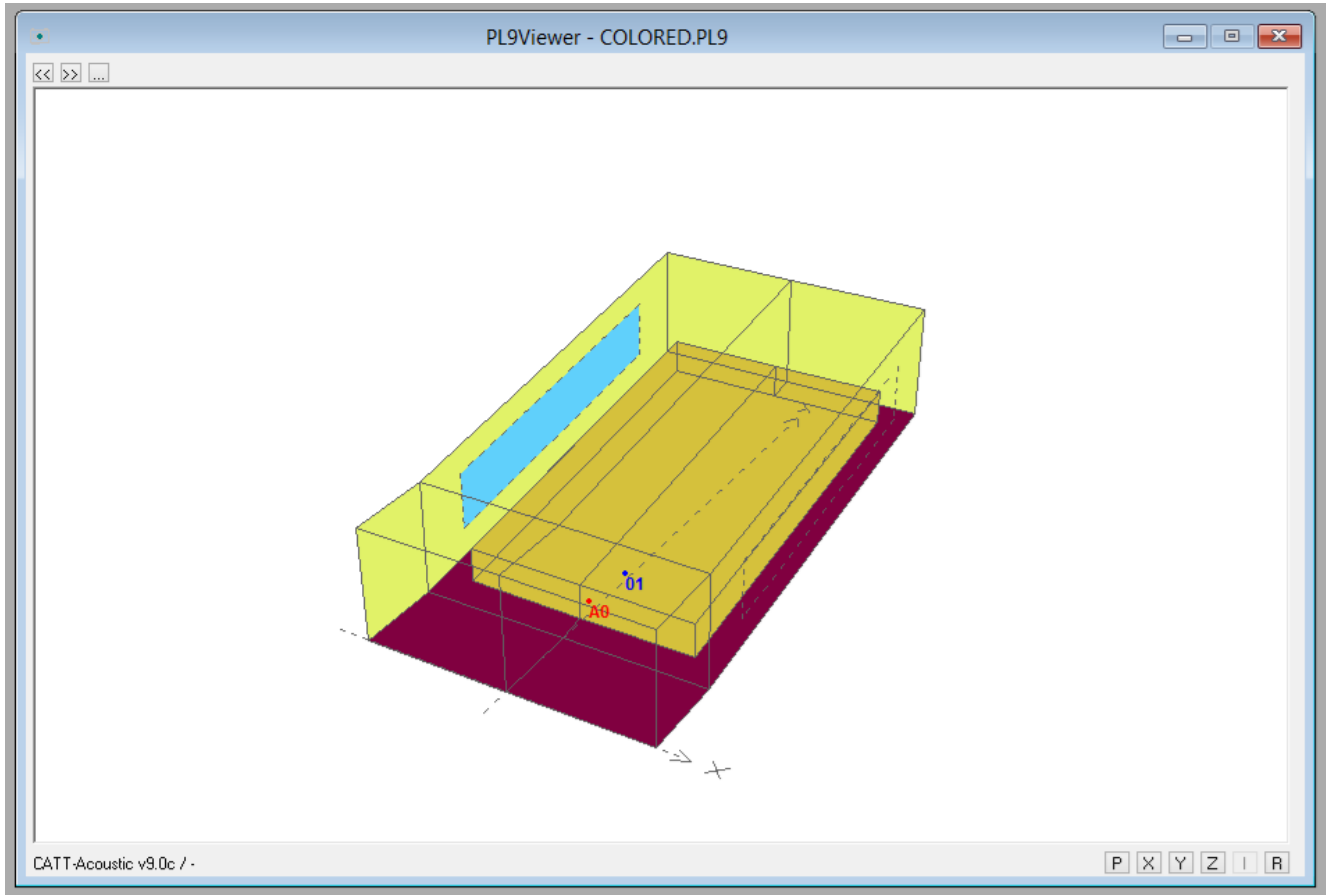 PL9Viewer - COLORED.PL9
<< >> ...
01
A0
X
CATT-Acoustic v9.0c / -
P X Y Z I R